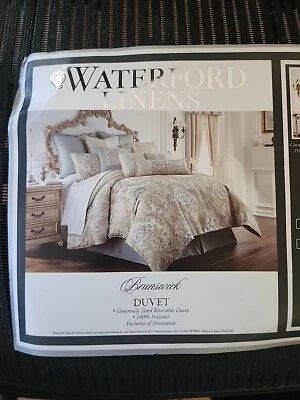 WATERFORD
LINENS
Brunswick
DUVET
• Generously Sized Reversible Duvet
• 100% Polyester
Exclusive of Decoration